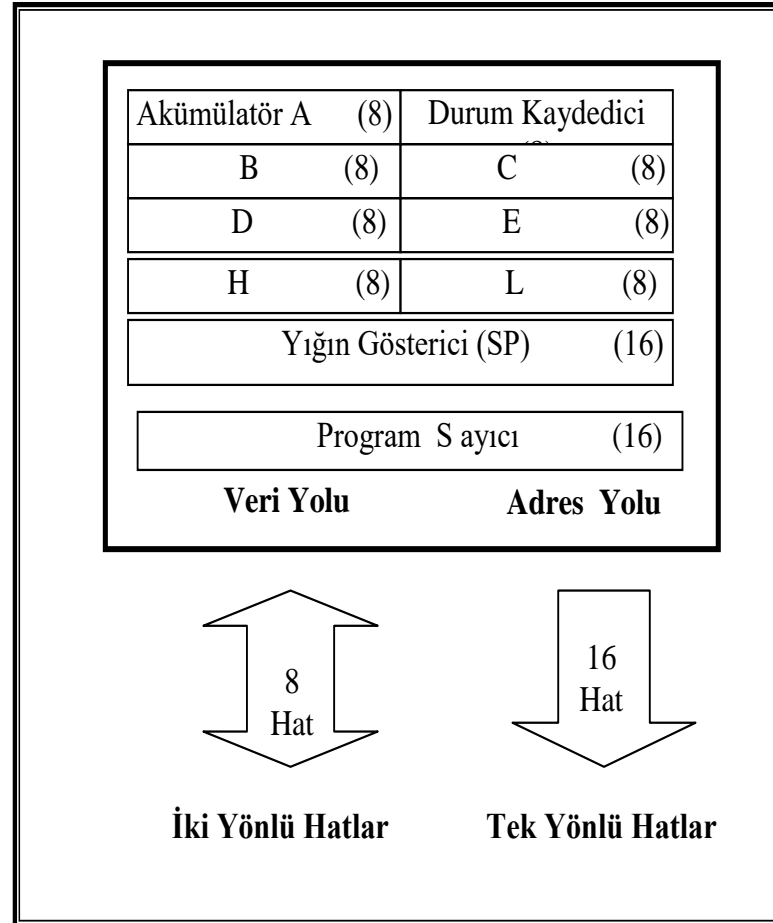 Akümülatör A (8) Durum Kaydedici
B (8) C (8)
D (8) E (8)
H (8) L (8)
Yığın Gösterici (SP) (16)
Program S ayıcı (16)
Veri Yolu Adres Yolu
8
Hat
16
Hat
İki Yönlü Hatlar Tek Yönlü Hatlar